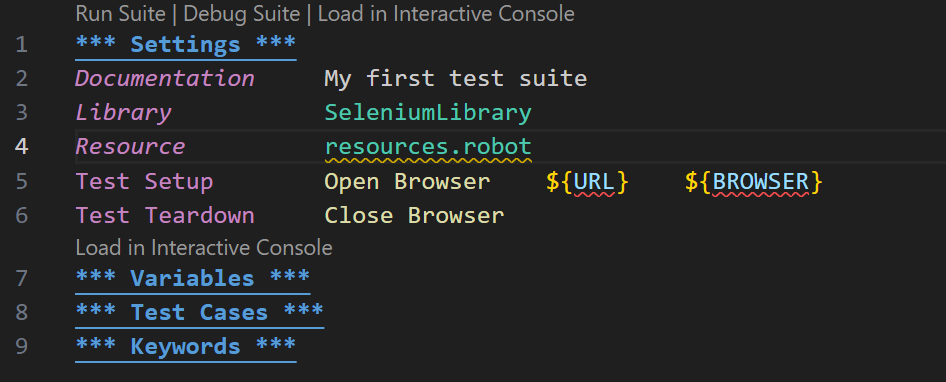 Run Suite | Debug Suite | Load in Interactive Console
1 *** Settings ***
2 Documentation     My first test suite
3 Library           SeleniumLibrary
4 Resource          resources.robot
5 Test Setup        Open Browser    ${URL}    ${BROWSER}
6 Test Teardown     Close Browser
Load in Interactive Console
7 *** Variables ***
8 *** Test Cases ***
9 *** Keywords ***